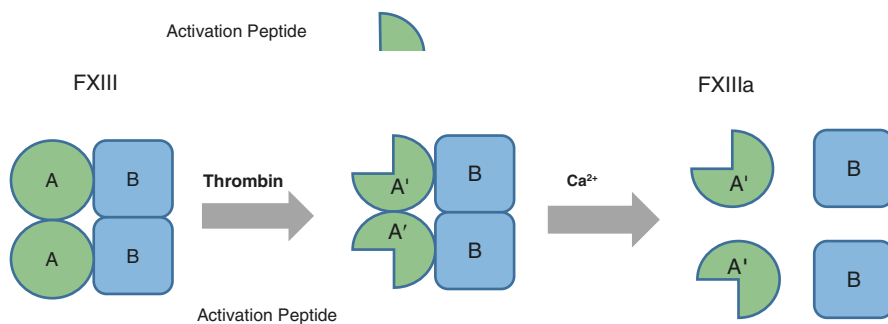 Activation Peptide
FXIII
FXIIIa
A B
Thrombin
A' B
Ca²⁺
A' B
A B
A′ B
A' B
Activation Peptide